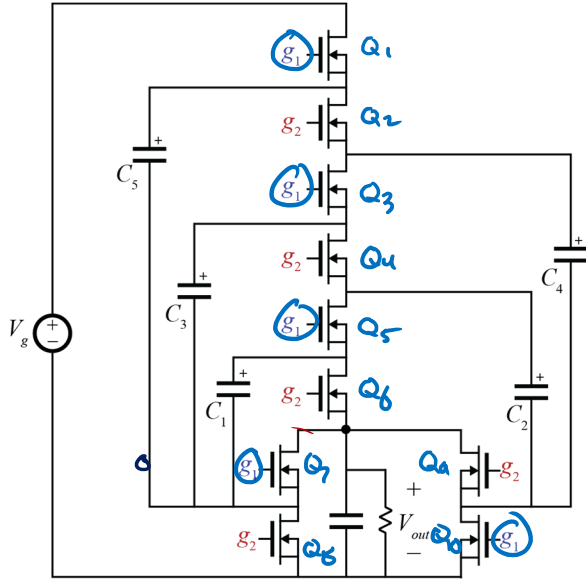 g1 Q1
+
g2 Q2
C5
+
g1 Q3
+
g2 Q4
C4
+
Vg
+
−
C3
g1 Q5
+
C1
g2 Q6
+
C2
g1 Q7
Q9 g2
+
Vout
−
g2 Q8
Q10 g1